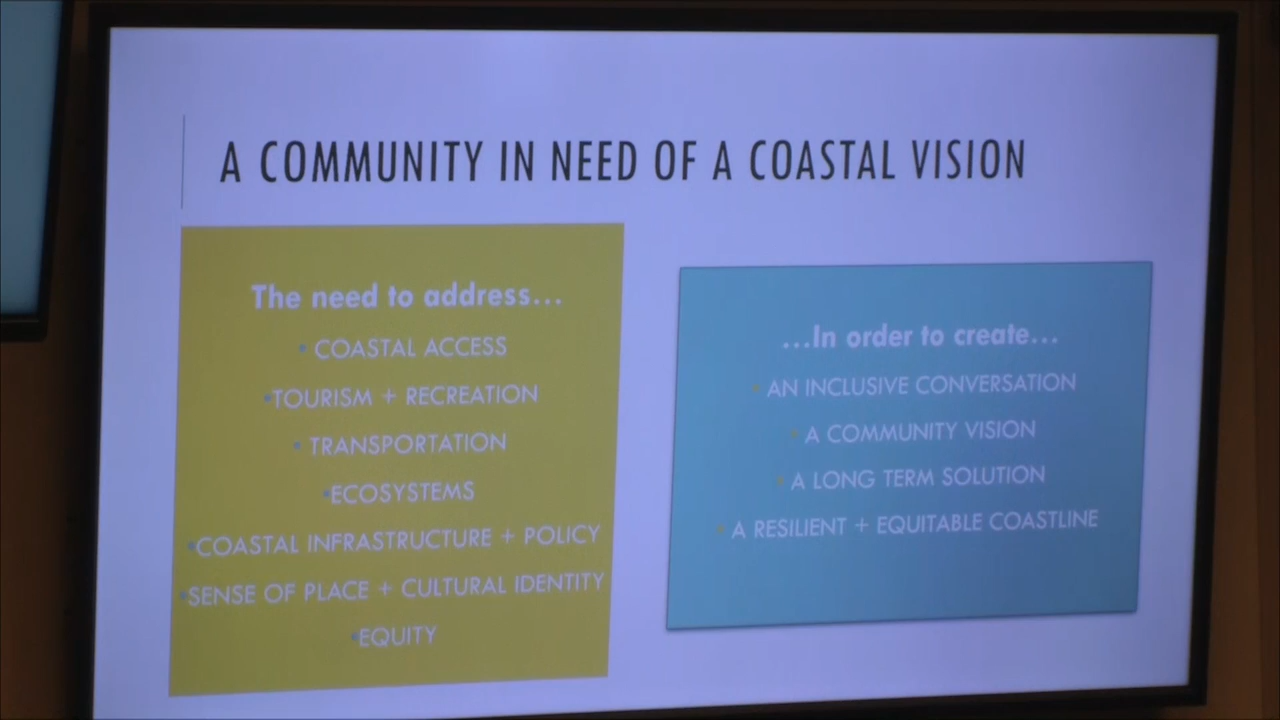 A COMMUNITY IN NEED OF A COASTAL VISION
The need to address...
• COASTAL ACCESS
•TOURISM + RECREATION
• TRANSPORTATION
•ECOSYSTEMS
•COASTAL INFRASTRUCTURE + POLICY
•SENSE OF PLACE + CULTURAL IDENTITY
•EQUITY
...In order to create...
• AN INCLUSIVE CONVERSATION
• A COMMUNITY VISION
• A LONG TERM SOLUTION
• A RESILIENT + EQUITABLE COASTLINE